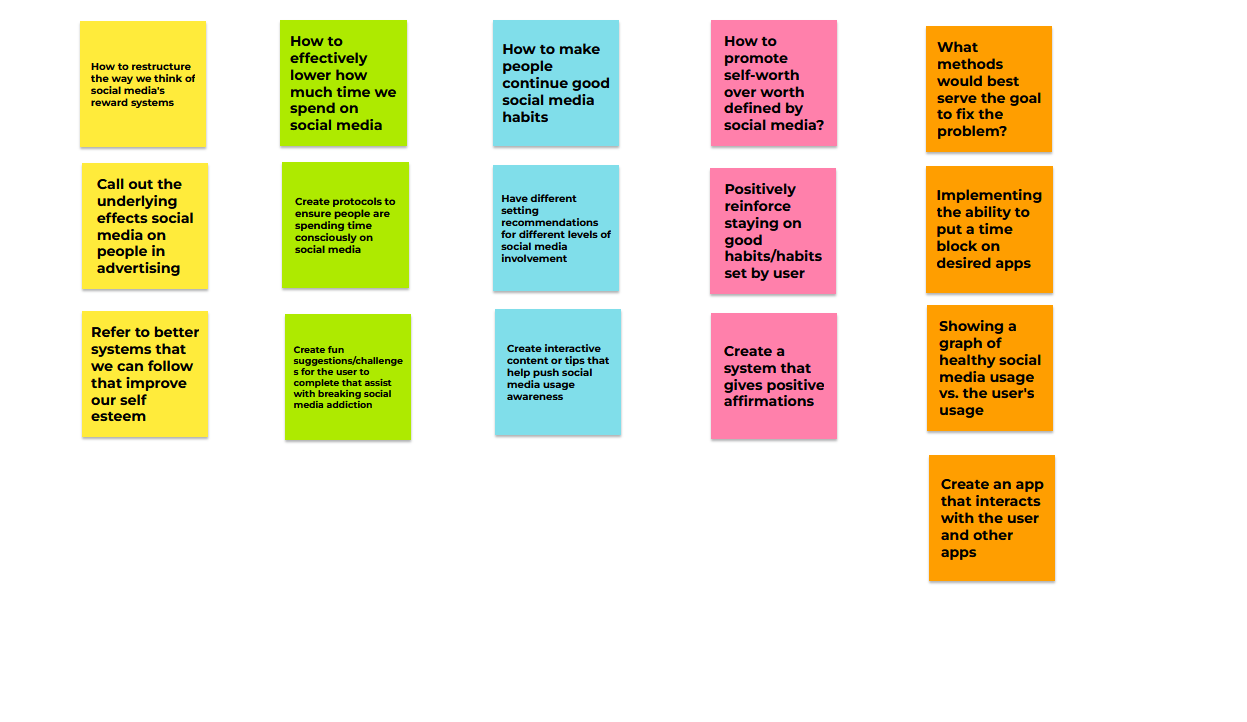 How to restructure
the way we think of
social media's
reward systems
How to
effectively
lower how
much time we
spend on
social media
How to make
people
continue good
social media
habits
How to
promote
self-worth
over worth
defined by
social media?
What
methods
would best
serve the goal
to fix the
problem?
Call out the
underlying
effects social
media on
people in
advertising
Create protocols to
ensure people are
spending time
consciously on
social media
Have different
setting
recommendations
for different levels of
social media
involvement
Positively
reinforce
staying on
good
habits/habits
set by user
Implementing
the ability to
put a time
block on
desired apps
Refer to better
systems that
we can follow
that improve
our self
esteem
Create fun
suggestions/challenge
s for the user to
complete that assist
with breaking social
media addiction
Create interactive
content or tips that
help push social
media usage
awareness
Create a
system that
gives positive
affirmations
Showing a
graph of
healthy social
media usage
vs. the user's
usage
Create an app
that interacts
with the user
and other
apps